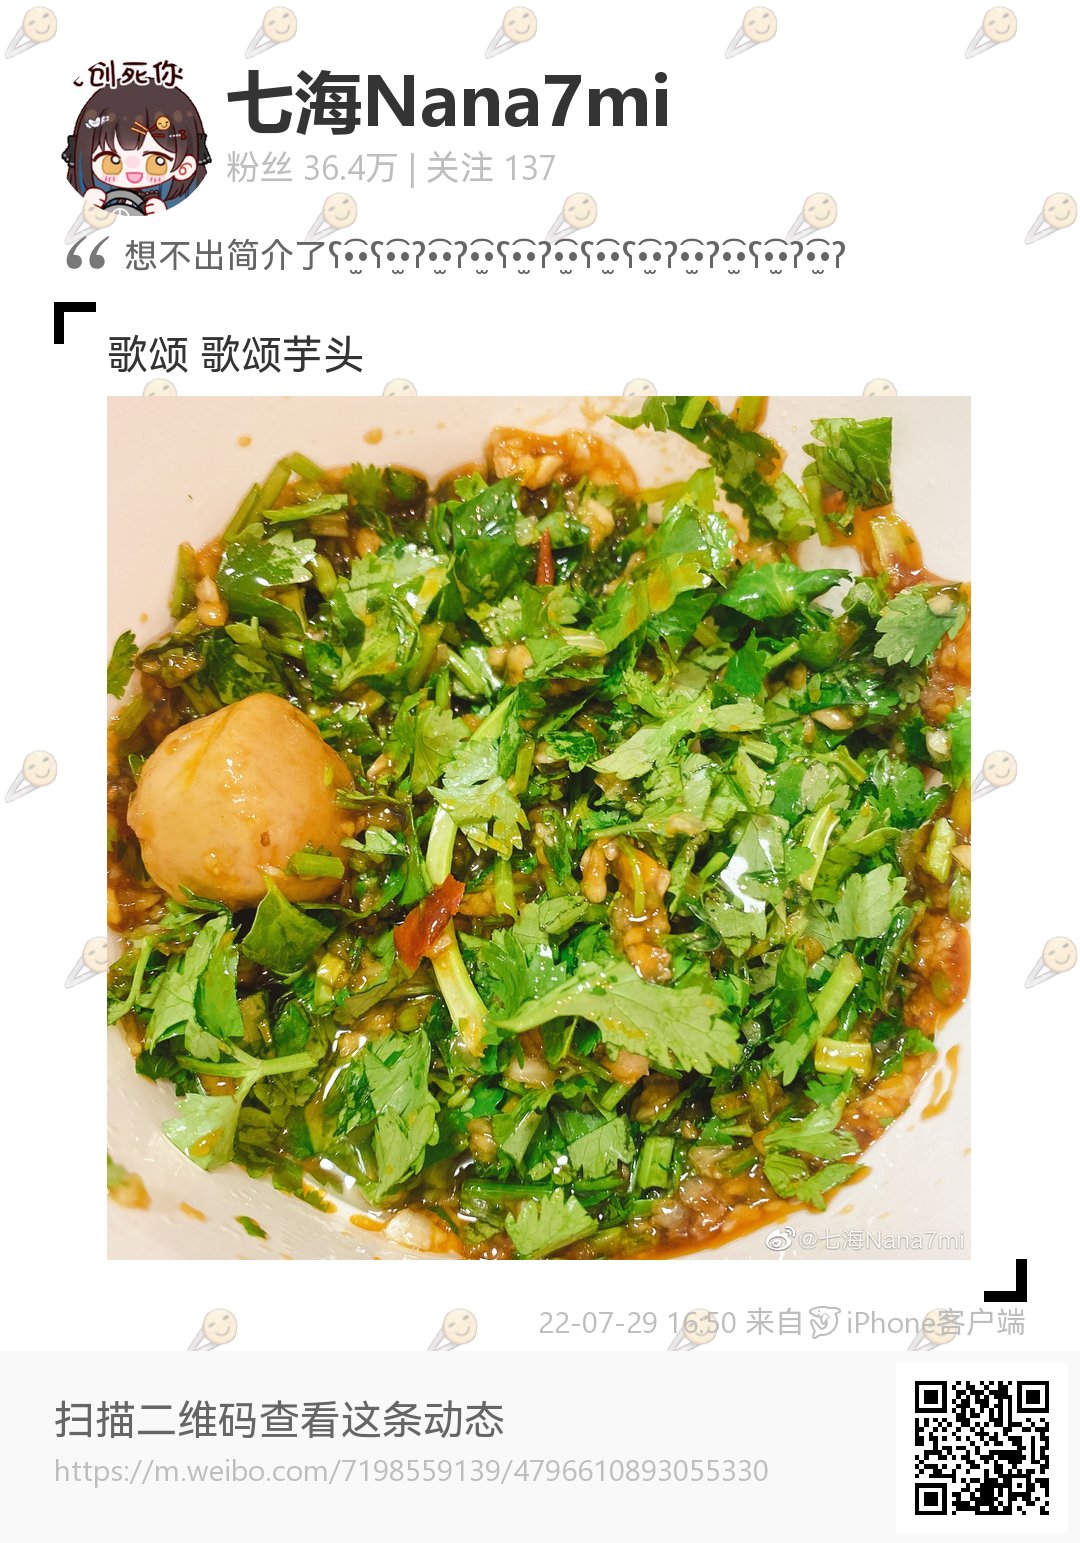 创死你
七海Nana7mi
粉丝 36.4万 | 关注 137
想不出简介了
歌颂 歌颂芋头
@七海Nana7mi
22-07-29 16:50 来自 iPhone客户端
扫描二维码查看这条动态
https://m.weibo.com/7198559139/4796610893055330